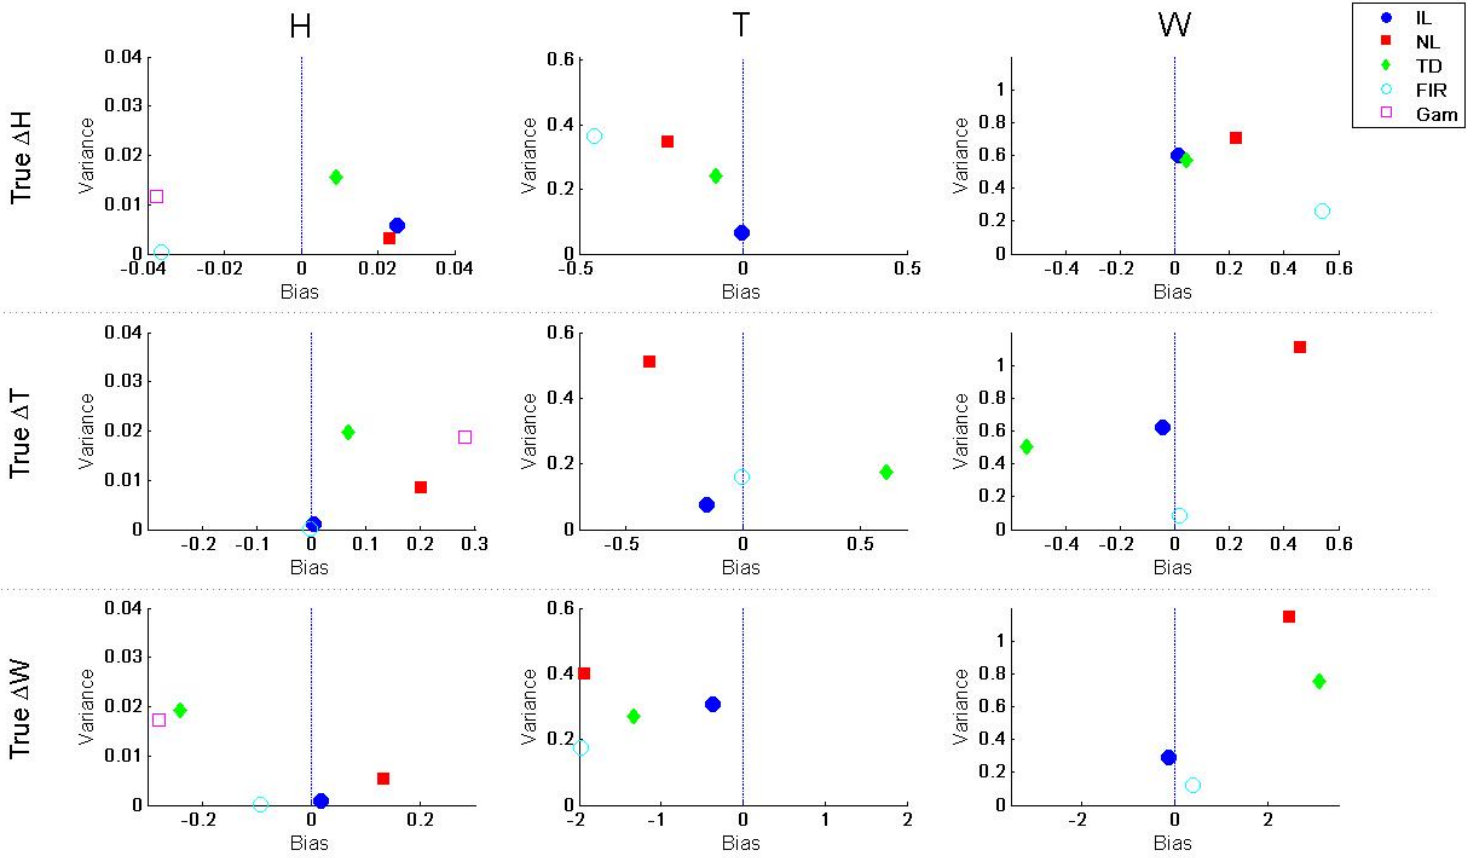 H T W
IL
NL
TD
FIR
Gam
True ΔH
Variance
0.04
0.03
0.02
0.01
0
-0.04 -0.02 0 0.02 0.04
Bias
Variance
0.6
0.4
0.2
0
-0.5 0 0.5
Bias
Variance
1
0.8
0.6
0.4
0.2
0
-0.4 -0.2 0 0.2 0.4 0.6
Bias
True ΔT
Variance
0.04
0.03
0.02
0.01
0
-0.2 -0.1 0 0.1 0.2 0.3
Bias
Variance
0.6
0.4
0.2
0
-0.5 0 0.5
Bias
Variance
1
0.8
0.6
0.4
0.2
0
-0.4 -0.2 0 0.2 0.4 0.6
Bias
True ΔW
Variance
0.04
0.03
0.02
0.01
0
-0.2 0 0.2
Bias
Variance
0.6
0.4
0.2
0
-2 -1 0 1 2
Bias
Variance
1
0.8
0.6
0.4
0.2
0
-2 0 2
Bias